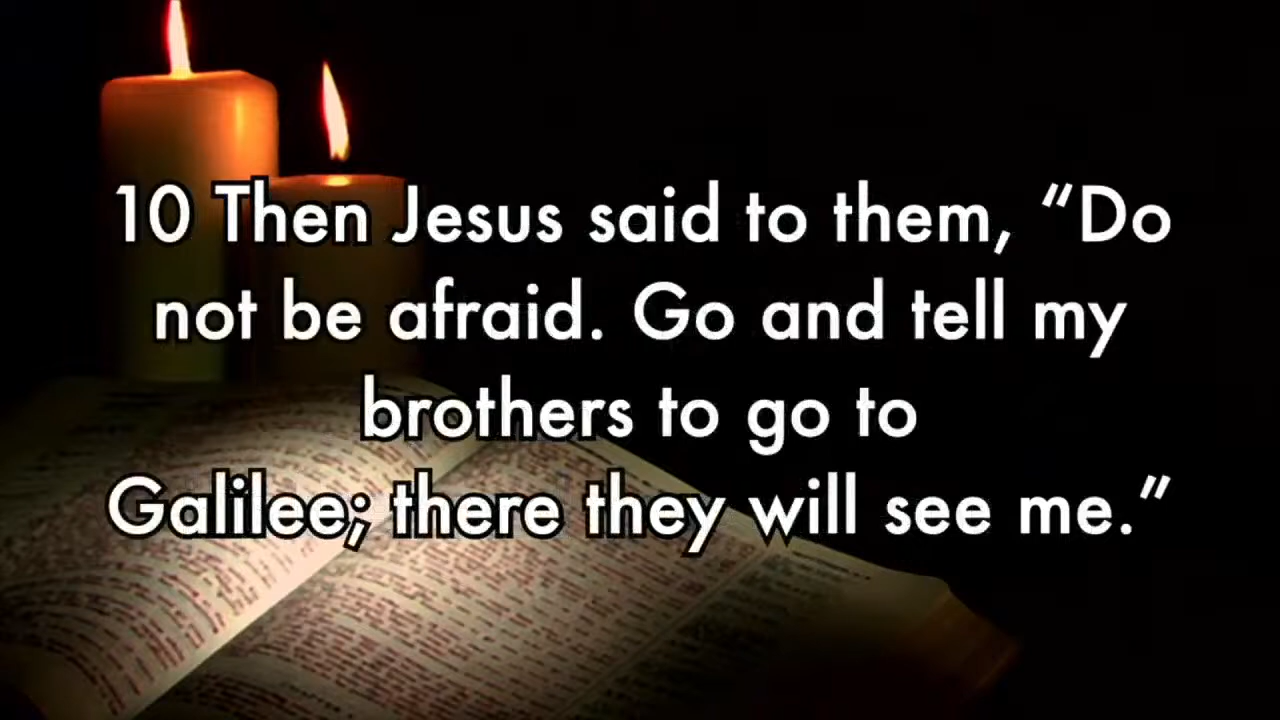 10 Then Jesus said to them, “Do
not be afraid. Go and tell my
brothers to go to
Galilee; there they will see me.”